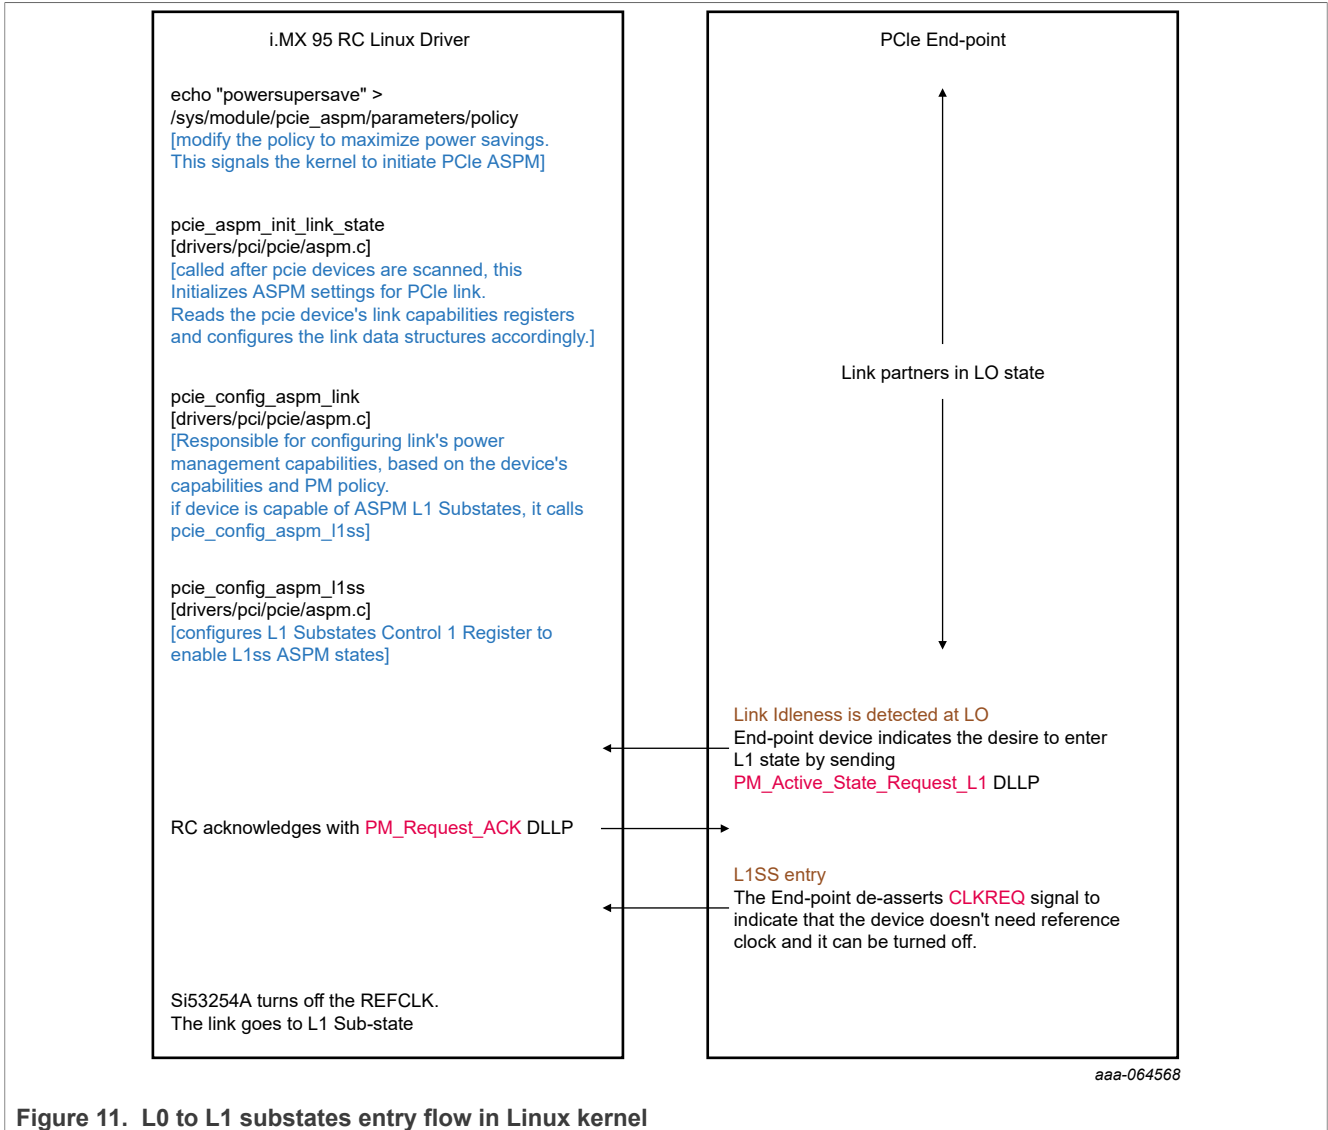 i.MX 95 RC Linux Driver
echo "powersupersave" >
/sys/module/pcie_aspm/parameters/policy
[modify the policy to maximize power savings.
This signals the kernel to initiate PCIe ASPM]
pcie_aspm_init_link_state
[drivers/pci/pcie/aspm.c]
[called after pcie devices are scanned, this
Initializes ASPM settings for PCIe link.
Reads the pcie device's link capabilities registers
and configures the link data structures accordingly.]
pcie_config_aspm_link
[drivers/pci/pcie/aspm.c]
[Responsible for configuring link's power
management capabilities, based on the device's
capabilities and PM policy.
if device is capable of ASPM L1 Substates, it calls
pcie_config_aspm_l1ss]
pcie_config_aspm_l1ss
[drivers/pci/pcie/aspm.c]
[configures L1 Substates Control 1 Register to
enable L1ss ASPM states]
PCIe End-point
Link partners in LO state
Link Idleness is detected at LO
End-point device indicates the desire to enter
L1 state by sending
PM_Active_State_Request_L1 DLLP
RC acknowledges with PM_Request_ACK DLLP
L1SS entry
The End-point de-asserts CLKREQ signal to
indicate that the device doesn't need reference
clock and it can be turned off.
Si53254A turns off the REFCLK.
The link goes to L1 Sub-state
aaa-064568
Figure 11. L0 to L1 substates entry flow in Linux kernel